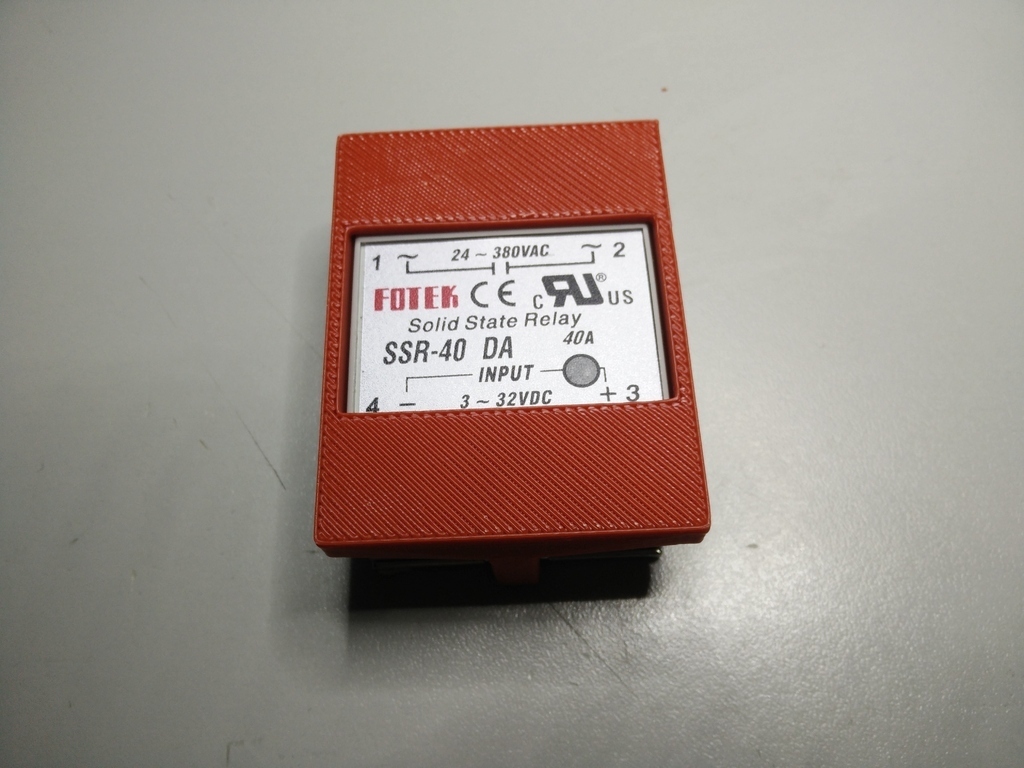 1 ~ 24 ~ 380VAC ~ 2
FOTEK CE c RU® US
Solid State Relay
SSR-40 DA 40A
INPUT
4 - 3 ~ 32VDC + 3